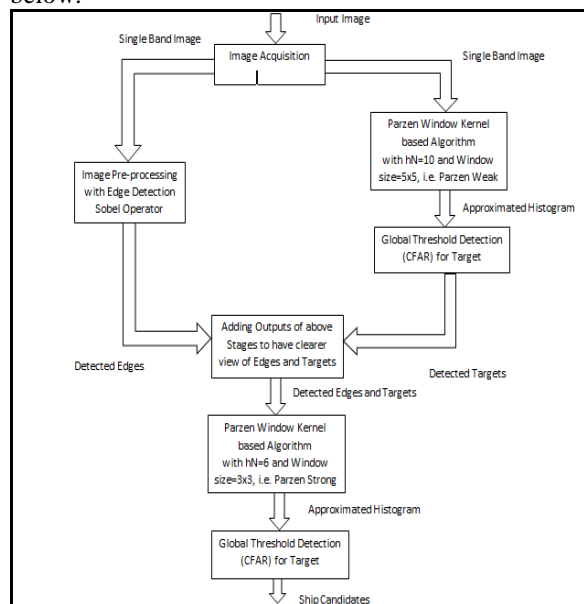 below.
Input Image
Single Band Image
Image Acquisition
Single Band Image
Parzen Window Kernel
based Algorithm
with hN=10 and Window
size=5x5, i.e. Parzen Weak
Image Pre-processing
with Edge Detection
Sobel Operator
Approximated Histogram
Global Threshold Detection
(CFAR) for Target
Adding Outputs of above
Stages to have clearer
view of Edges and Targets
Detected Edges
Detected Targets
Detected Edges and Targets
Parzen Window Kernel
based Algorithm
with hN=6 and Window
size=3x3, i.e. Parzen Strong
Approximated Histogram
Global Threshold Detection
(CFAR) for Target
Ship Candidates